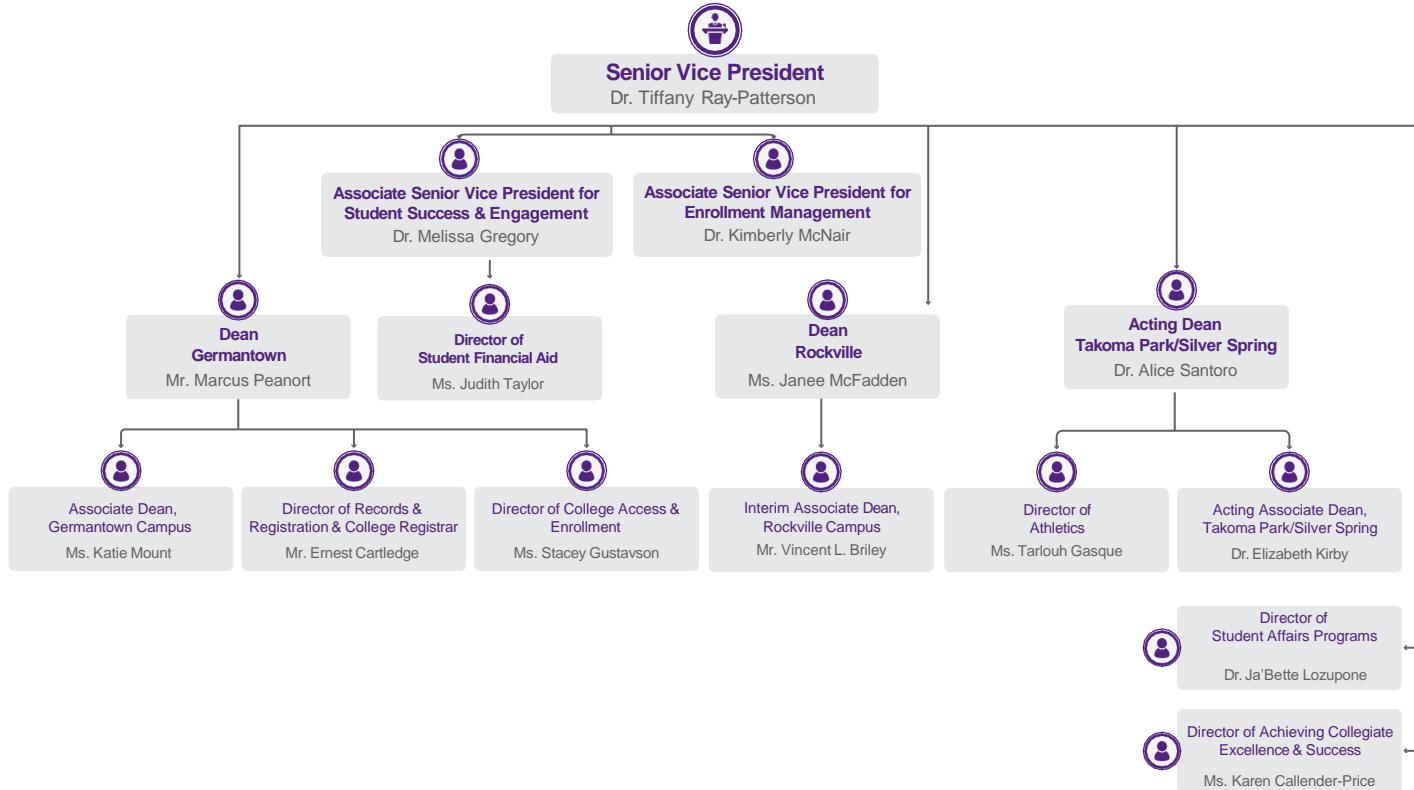 Senior Vice President
Dr. Tiffany Ray-Patterson
Associate Senior Vice President for
Student Success & Engagement
Dr. Melissa Gregory
Associate Senior Vice President for
Enrollment Management
Dr. Kimberly McNair
Dean
Germantown
Mr. Marcus Peanort
Director of
Student Financial Aid
Ms. Judith Taylor
Dean
Rockville
Ms. Janee McFadden
Acting Dean
Takoma Park/Silver Spring
Dr. Alice Santoro
Associate Dean,
Germantown Campus
Ms. Katie Mount
Director of Records &
Registration & College Registrar
Mr. Ernest Cartledge
Director of College Access &
Enrollment
Ms. Stacey Gustavson
Interim Associate Dean,
Rockville Campus
Mr. Vincent L. Briley
Director of
Athletics
Ms. Tarlouh Gasque
Acting Associate Dean,
Takoma Park/Silver Spring
Dr. Elizabeth Kirby
Director of
Student Affairs Programs
Dr. Ja’Bette Lozupone
Director of Achieving Collegiate
Excellence & Success
Ms. Karen Callender-Price